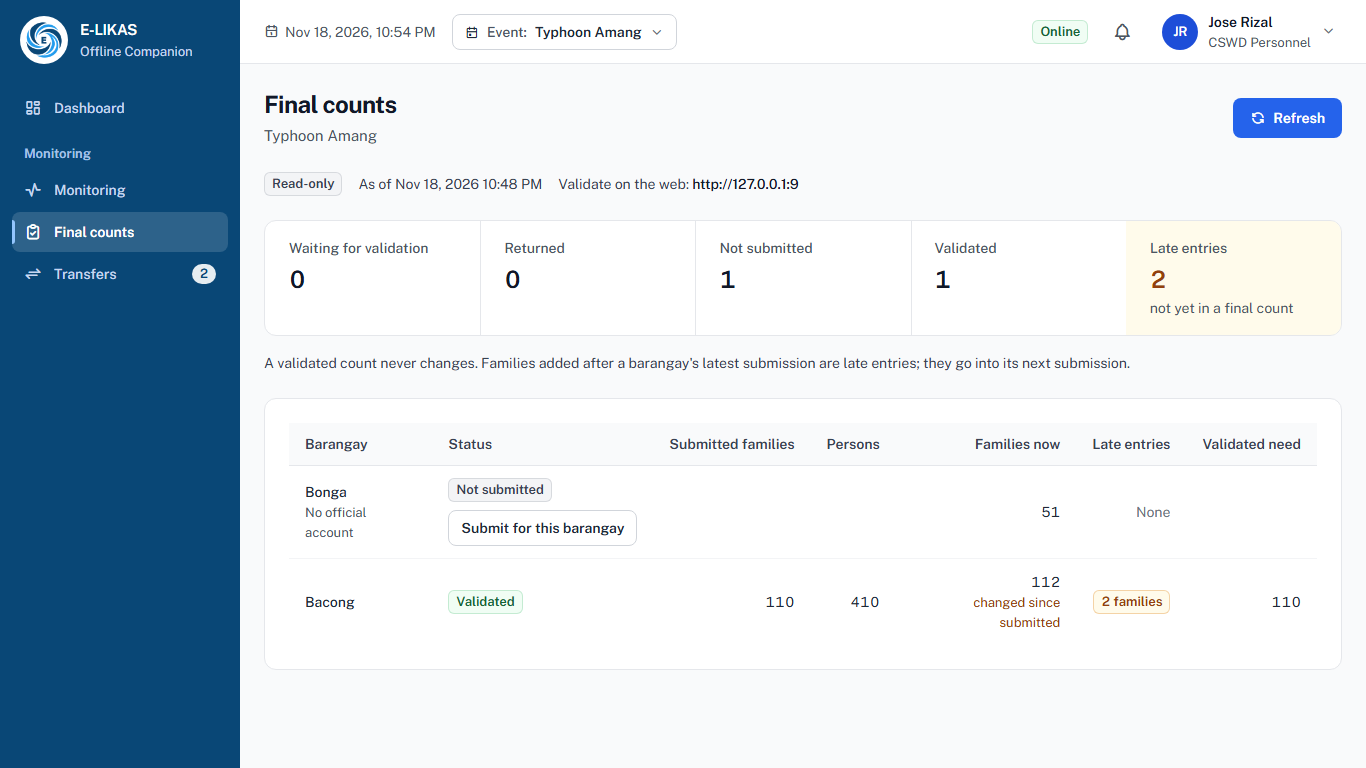 E-LIKAS
Offline Companion
Dashboard
Monitoring
Monitoring
Final counts
Transfers 2
Nov 18, 2026, 10:54 PM
Event: Typhoon Amang
Online
JR
Jose Rizal
CSWD Personnel
Final counts
Typhoon Amang
Refresh
Read-only
As of Nov 18, 2026 10:48 PM
Validate on the web: http://127.0.0.1:9
Waiting for validation
0
Returned
0
Not submitted
1
Validated
1
Late entries
2
not yet in a final count
A validated count never changes. Families added after a barangay's latest submission are late entries; they go into its next submission.
Barangay Status Submitted families Persons Families now Late entries Validated need
Bonga
No official
account
Not submitted
Submit for this barangay
51
None
Bacong
Validated
110
410
112
changed since
submitted
2 families
110